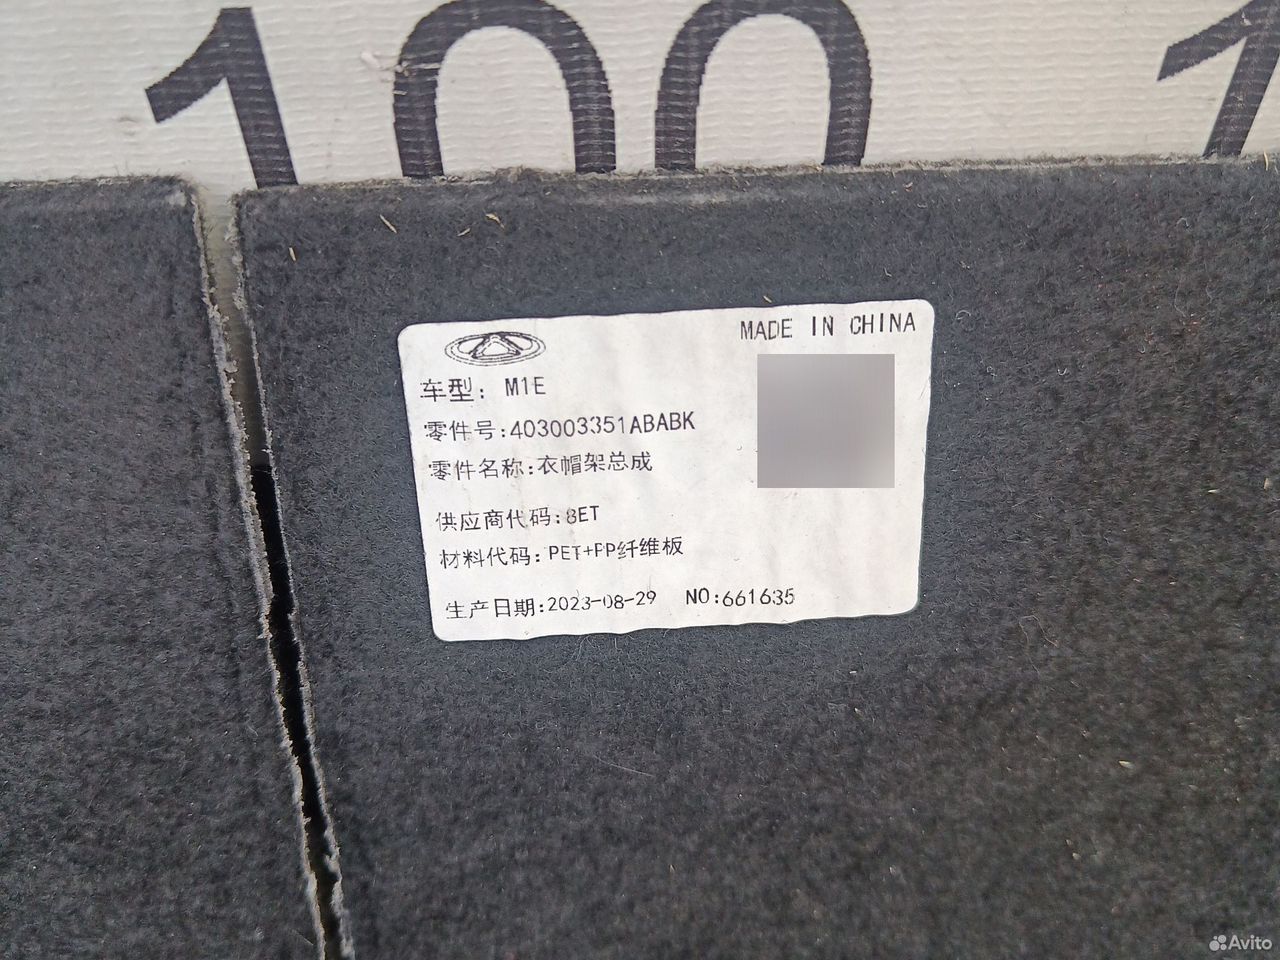 100 1
MADE IN CHINA
车型: M1E
零件号:403003351ABABK
零件名称:衣帽架总成
供应商代码:8ET
材料代码:PET+PP纤维板
生产日期:2023-08-29 NO:661635
Avito